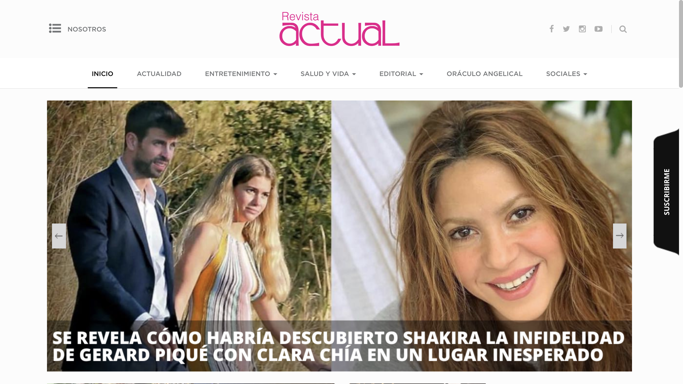 NOSOTROS
Revista
actual
INICIO
ACTUALIDAD
ENTRETENIMIENTO
SALUD Y VIDA
EDITORIAL
ORÁCULO ANGELICAL
SOCIALES
SUSCRIBIRME
SE REVELA CÓMO HABRÍA DESCUBIERTO SHAKIRA LA INFIDELIDAD
DE GERARD PIQUÉ CON CLARA CHÍA EN UN LUGAR INESPERADO